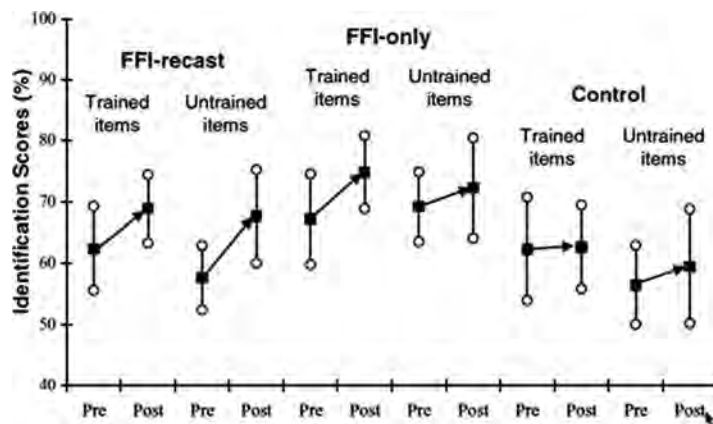 100
90
80
70
60
50
40
Identification Scores (%)
FFI-recast
Trained items
Untrained items
FFI-only
Trained items
Untrained items
Control
Trained items
Untrained items
Pre Post Pre Post Pre Post Pre Post Pre Post Pre Post